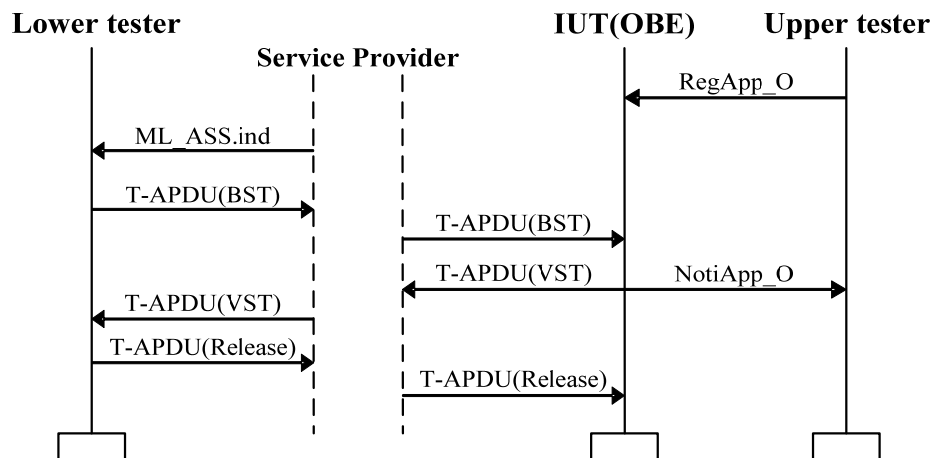 Lower tester
IUT(OBE)
Upper tester
Service Provider
RegApp_O
ML_ASS.ind
T-APDU(BST)
T-APDU(BST)
T-APDU(VST)
NotiApp_O
T-APDU(VST)
T-APDU(Release)
T-APDU(Release)